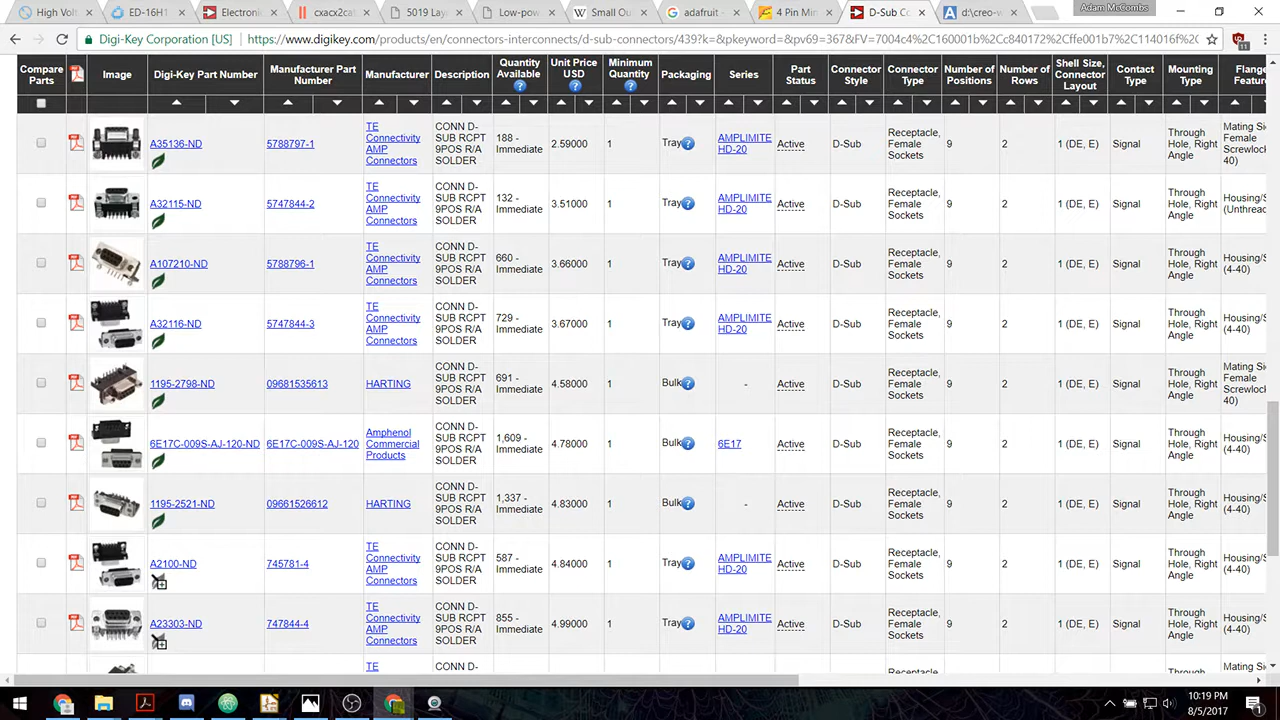 High Volt
ED-16H1
Electroni
cxacx2cab
5019 Lay
Low-pow
Small Ou
adafruit -
4 Pin Mir
D-Sub Co
d:\creo-w
Adam McCombs
Digi-Key Corporation [US]
https://www.digikey.com/products/en/connectors-interconnects/d-sub-connectors/439?k=&pkeyword=&pv69=367&FV=7004c4%2C160001b%2Cc840172%2Cffe001b7%2C114016f%2C
11
Compare Parts
Image
Digi-Key Part Number
Manufacturer Part Number
Manufacturer
Description
Quantity Available
Unit Price USD
Minimum Quantity
Packaging
Series
Part Status
Connector Style
Connector Type
Number of Positions
Number of Rows
Shell Size, Connector Layout
Contact Type
Mounting Type
Flange Feature
A35136-ND 5788797-1 TE Connectivity AMP Connectors CONN D-SUB RCPT 9POS R/A SOLDER 188 - Immediate 2.59000 1 Tray AMPLIMITE HD-20 Active D-Sub Receptacle, Female Sockets 9 2 1 (DE, E) Signal Through Hole, Right Angle Mating Si Female Screwlock 40)
A32115-ND 5747844-2 TE Connectivity AMP Connectors CONN D-SUB RCPT 9POS R/A SOLDER 132 - Immediate 3.51000 1 Tray AMPLIMITE HD-20 Active D-Sub Receptacle, Female Sockets 9 2 1 (DE, E) Signal Through Hole, Right Angle Housing/S (Unthread
A107210-ND 5788796-1 TE Connectivity AMP Connectors CONN D-SUB RCPT 9POS R/A SOLDER 660 - Immediate 3.66000 1 Tray AMPLIMITE HD-20 Active D-Sub Receptacle, Female Sockets 9 2 1 (DE, E) Signal Through Hole, Right Angle Housing/S (4-40)
A32116-ND 5747844-3 TE Connectivity AMP Connectors CONN D-SUB RCPT 9POS R/A SOLDER 729 - Immediate 3.67000 1 Tray AMPLIMITE HD-20 Active D-Sub Receptacle, Female Sockets 9 2 1 (DE, E) Signal Through Hole, Right Angle Housing/S (4-40)
1195-2798-ND 09681535613 HARTING CONN D-SUB RCPT 9POS R/A SOLDER 691 - Immediate 4.58000 1 Bulk - Active D-Sub Receptacle, Female Sockets 9 2 1 (DE, E) Signal Through Hole, Right Angle Mating Si Female Screwlock 40)
6E17C-009S-AJ-120-ND 6E17C-009S-AJ-120 Amphenol Commercial Products CONN D-SUB RCPT 9POS R/A SOLDER 1,609 - Immediate 4.78000 1 Bulk 6E17 Active D-Sub Receptacle, Female Sockets 9 2 1 (DE, E) Signal Through Hole, Right Angle Housing/S (4-40)
1195-2521-ND 09661526612 HARTING CONN D-SUB RCPT 9POS R/A SOLDER 1,337 - Immediate 4.83000 1 Bulk - Active D-Sub Receptacle, Female Sockets 9 2 1 (DE, E) Signal Through Hole, Right Angle Housing/S (4-40)
A2100-ND 745781-4 TE Connectivity AMP Connectors CONN D-SUB RCPT 9POS R/A SOLDER 587 - Immediate 4.84000 1 Tray AMPLIMITE HD-20 Active D-Sub Receptacle, Female Sockets 9 2 1 (DE, E) Signal Through Hole, Right Angle Housing/S (4-40)
A23303-ND 747844-4 TE Connectivity AMP Connectors CONN D-SUB RCPT 9POS R/A SOLDER 855 - Immediate 4.99000 1 Tray AMPLIMITE HD-20 Active D-Sub Receptacle, Female Sockets 9 2 1 (DE, E) Signal Through Hole, Right Angle Housing/S (4-40)
TE CONN D- Receptacle, Through Mating Si
10:19 PM
8/5/2017